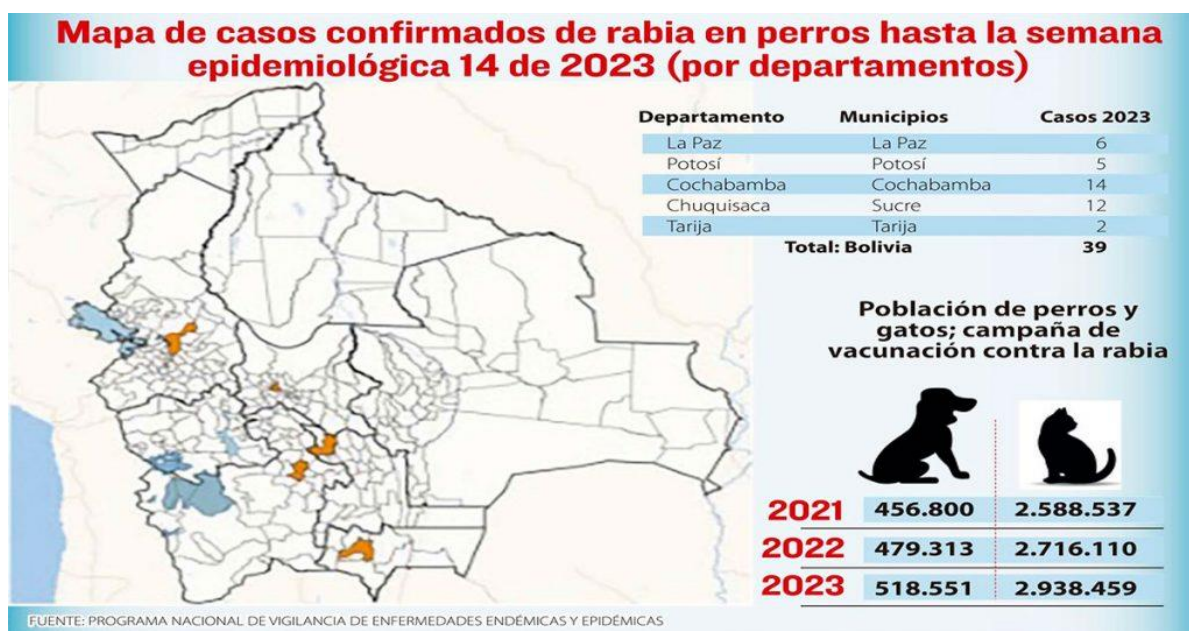 Mapa de casos confirmados de rabia en perros hasta la semana
epidemiológica 14 de 2023 (por departamentos)
Departamento Municipios Casos 2023
La Paz La Paz 6
Potosí Potosí 5
Cochabamba Cochabamba 14
Chuquisaca Sucre 12
Tarija Tarija 2
Total: Bolivia 39
Población de perros y
gatos; campaña de
vacunación contra la rabia
2021 456.800 2.588.537
2022 479.313 2.716.110
2023 518.551 2.938.459
FUENTE: PROGRAMA NACIONAL DE VIGILANCIA DE ENFERMEDADES ENDÉMICAS Y EPIDÉMICAS